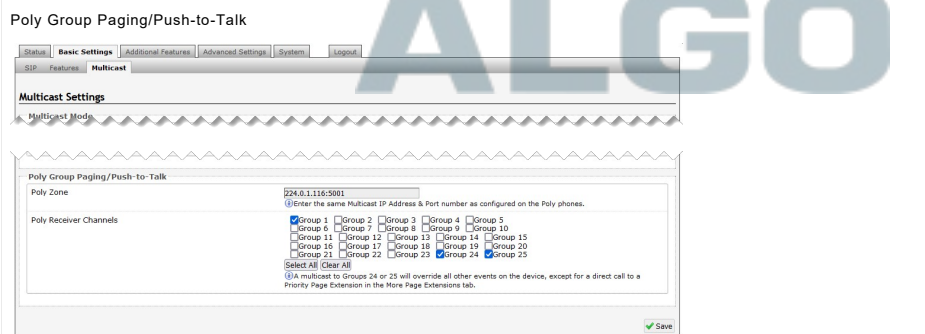 Poly Group Paging/Push-to-Talk
ALGO
Status Basic Settings Additional Features Advanced Settings System Logout
SIP Features Multicast
Multicast Settings
Multicast Mode
Poly Group Paging/Push-to-Talk
Poly Zone 224.0.1.116:5001
Enter the same Multicast IP Address & Port number as configured on the Poly phones.
Poly Receiver Channels Group 1 Group 2 Group 3 Group 4 Group 5
Group 6 Group 7 Group 8 Group 9 Group 10
Group 11 Group 12 Group 13 Group 14 Group 15
Group 16 Group 17 Group 18 Group 19 Group 20
Group 21 Group 22 Group 23 Group 24 Group 25
Select All Clear All
A multicast to Groups 24 or 25 will override all other events on the device, except for a direct call to a
Priority Page Extension in the More Page Extensions tab.
Save